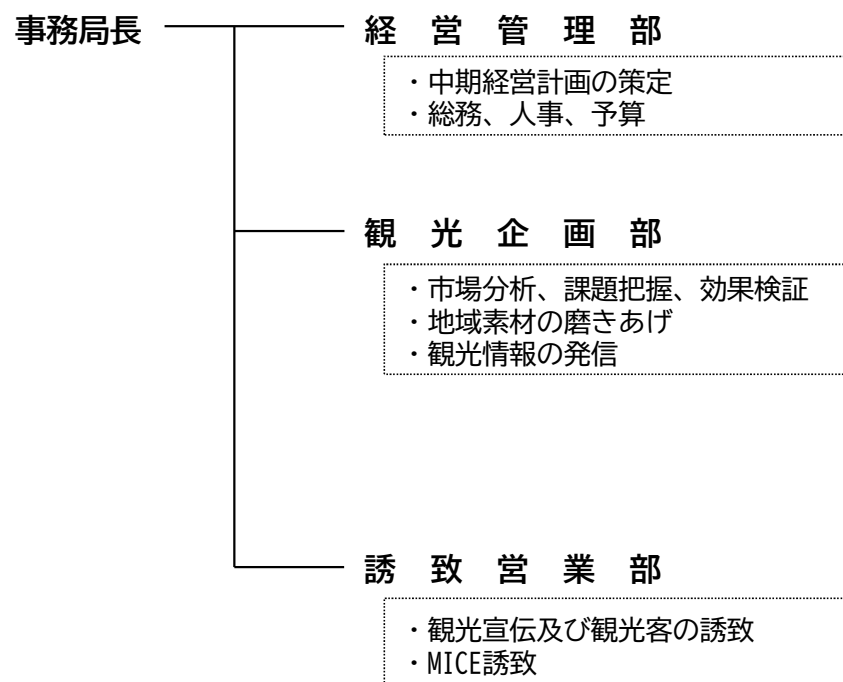 事務局長
経営管理部
・中期経営計画の策定
・総務、人事、予算
観光企画部
・市場分析、課題把握、効果検証
・地域素材の磨きあげ
・観光情報の発信
誘致営業部
・観光宣伝及び観光客の誘致
・MICE誘致